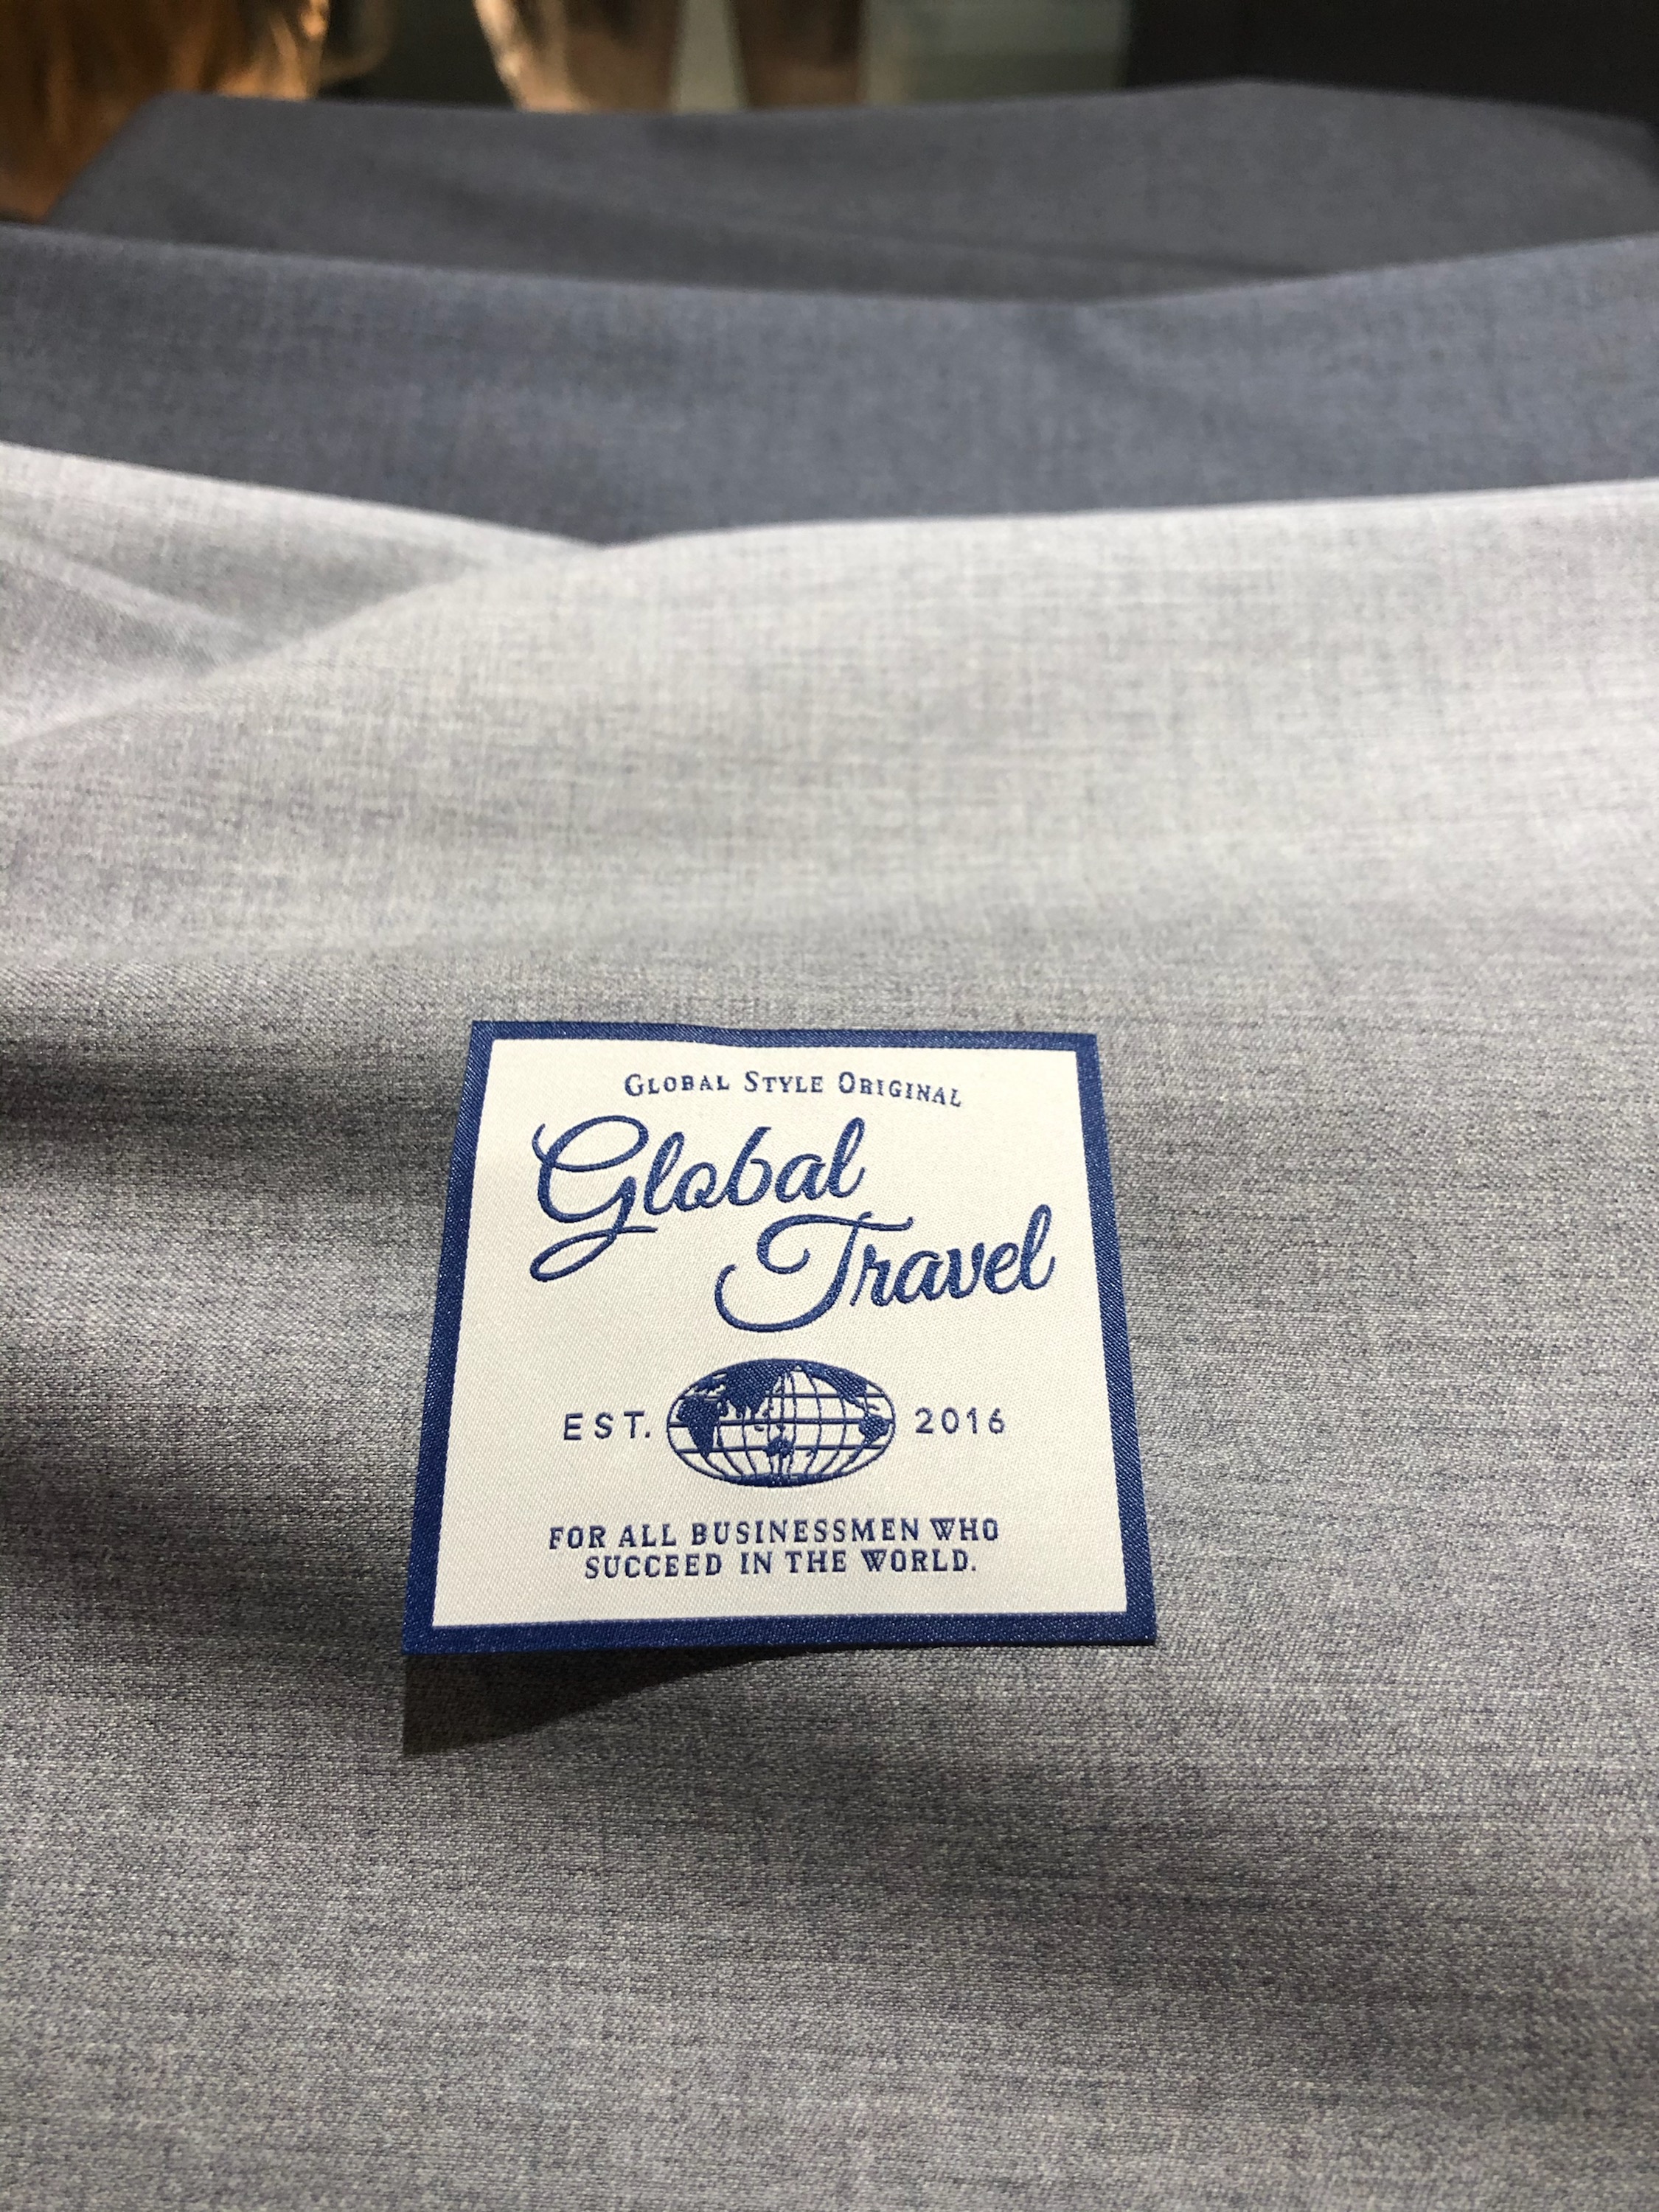 GLOBAL STYLE ORIGINAL
Global
Travel
EST. 2016
FOR ALL BUSINESSMEN WHO
SUCCEED IN THE WORLD.